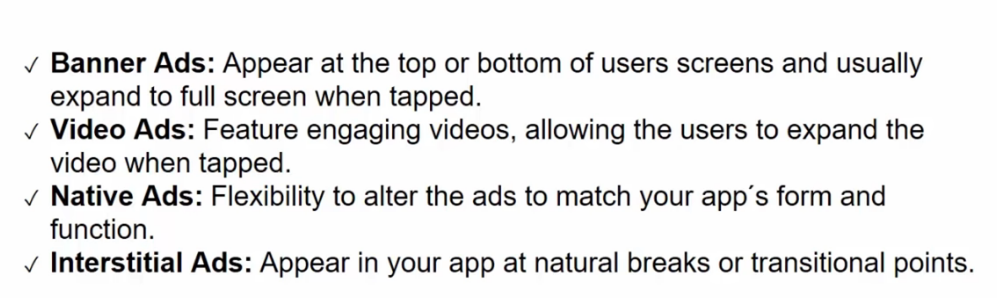 ✓ Banner Ads: Appear at the top or bottom of users screens and usually
expand to full screen when tapped.
✓ Video Ads: Feature engaging videos, allowing the users to expand the
video when tapped.
✓ Native Ads: Flexibility to alter the ads to match your app´s form and
function.
✓ Interstitial Ads: Appear in your app at natural breaks or transitional points.